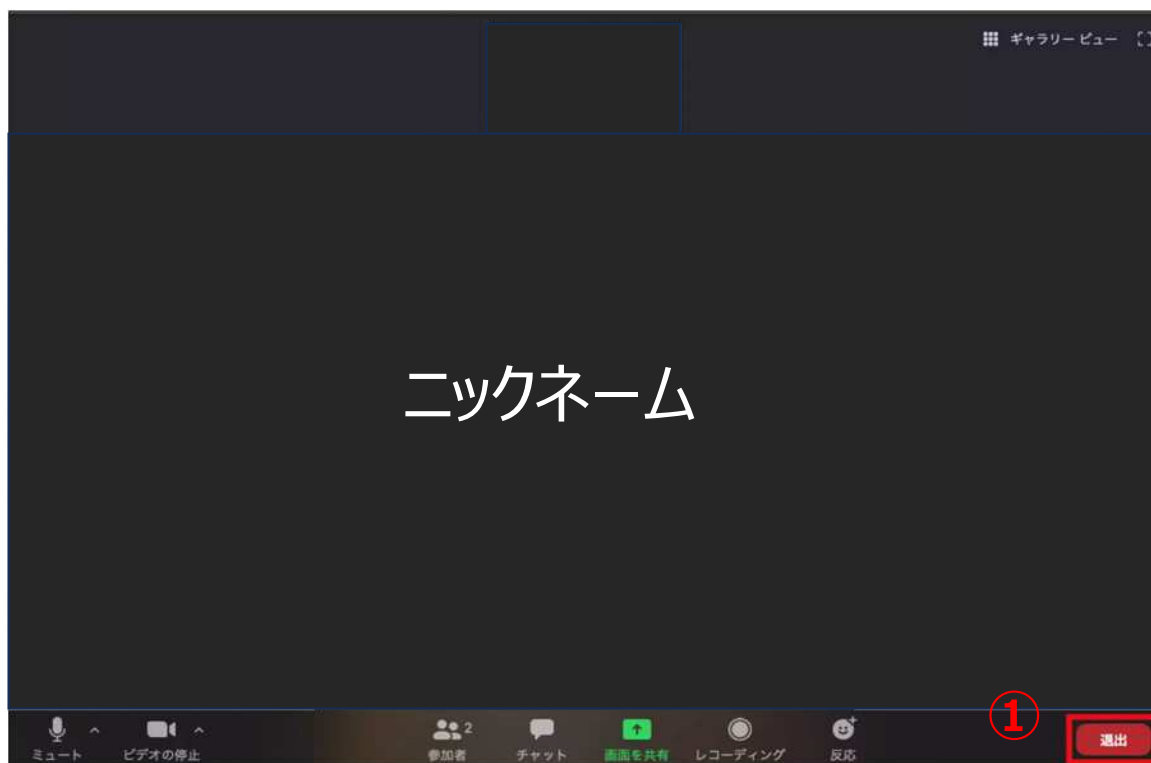 ギャラリービュー
ニックネーム
①
2
ミュート
ビデオの停止
参加者
チャット
画面を共有
レコーディング
反応
退出